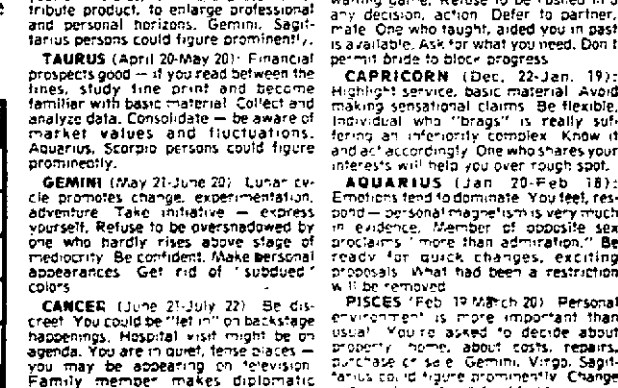 tribute product, to enlarge professional
and personal horizons. Gemini, Sagit-
tarius persons could figure prominently.
TAURUS (April 20-May 20): Financial
prospects good — if you read between the
lines, study fine print and become
familiar with basic material. Collect and
analyze data. Consolidate — be aware of
market values and fluctuations.
Aquarius, Scorpio persons could figure
prominently.
GEMINI (May 21-June 20): Lunar cy-
cle promotes change, experimentation,
adventure. Take initiative — express
yourself. Refuse to be overshadowed by
one who hardly rises above stage of
mediocrity. Be confident. Make personal
appearances. Get rid of "subdued"
colors.
CANCER (June 21-July 22): Be dis-
creet. You could be "let in" on backstage
happenings. Hospital visit might be on
agenda. You are in quiet, tense places —
you may be appearing on television.
Family member makes diplomatic
waiting game. Refuse to be rushed
any decision, action. Defer to partner,
mate. One who taught, aided you in past
is available. Ask for what you need. Don't
permit pride to block progress.
CAPRICORN (Dec. 22-Jan. 19):
Highlight service, basic material. Avoid
making sensational claims. Be flexible.
Individual who "brags" is really suf-
fering an inferiority complex. Know it
and act accordingly. One who shares your
interests will help you over rough spot.
AQUARIUS (Jan. 20-Feb. 18):
Emotions tend to dominate. You feel, res-
pond — personal magnetism is very much
in evidence. Member of opposite sex
proclaims "more than admiration." Be
ready for quick changes, exciting
proposals. What had been a restriction
will be removed.
PISCES (Feb. 19-March 20): Personal
environment is more important than
usual. You're asked to decide about
property, home, about costs, repairs,
purchase or sale. Gemini, Virgo, Sagit-
tarius could figure prominently. Change